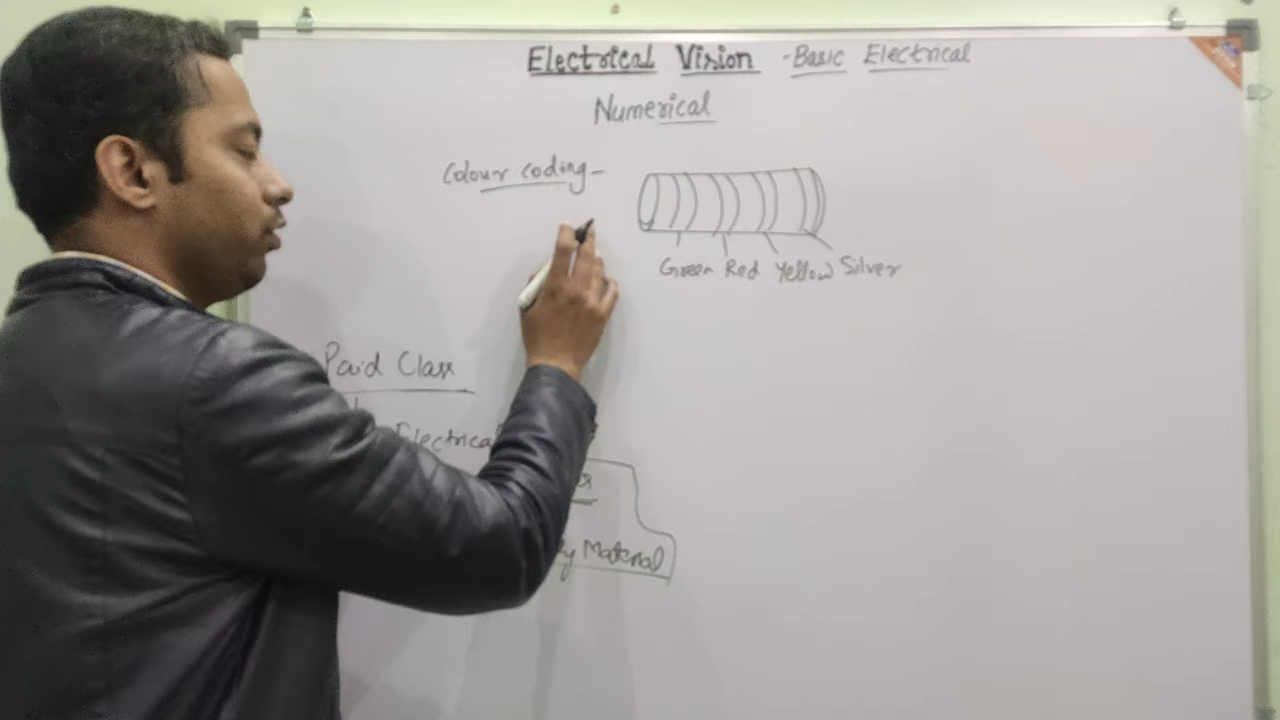 Electrical Vision - Basic Electrical
Numerical
Colour coding -
Green Red Yellow Silver
Paid Class
Electrical
Material